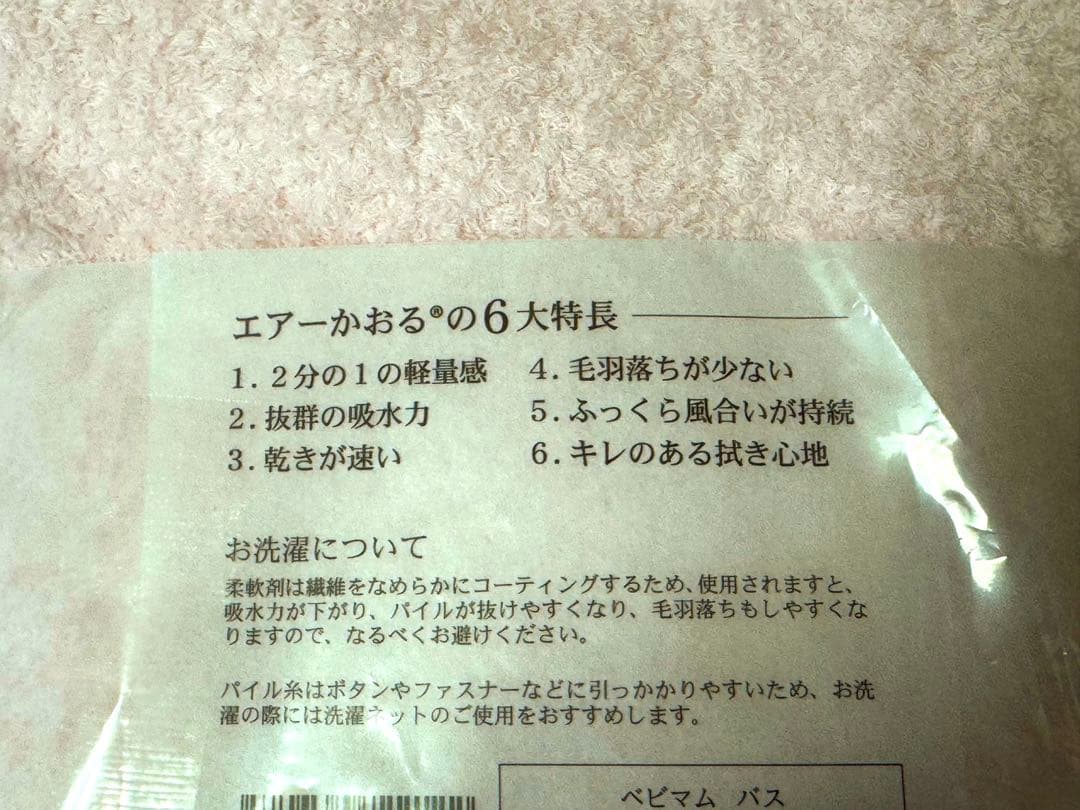 エアーかおる®の6大特長
1.2分の1の軽量感 4.毛羽落ちが少ない
2.抜群の吸水力 5.ふっくら風合いが持続
3.乾きが速い 6.キレのある拭き心地
お洗濯について
柔軟剤は繊維をなめらかにコーティングするため、使用されますと、
吸水力が下がり、パイルが抜けやすくなり、毛羽落ちもしやすくな
りますので、なるべくお避けください。
パイル糸はボタンやファスナーなどに引っかかりやすいため、お洗
濯の際には洗濯ネットのご使用をおすすめします。
ベビマム バス